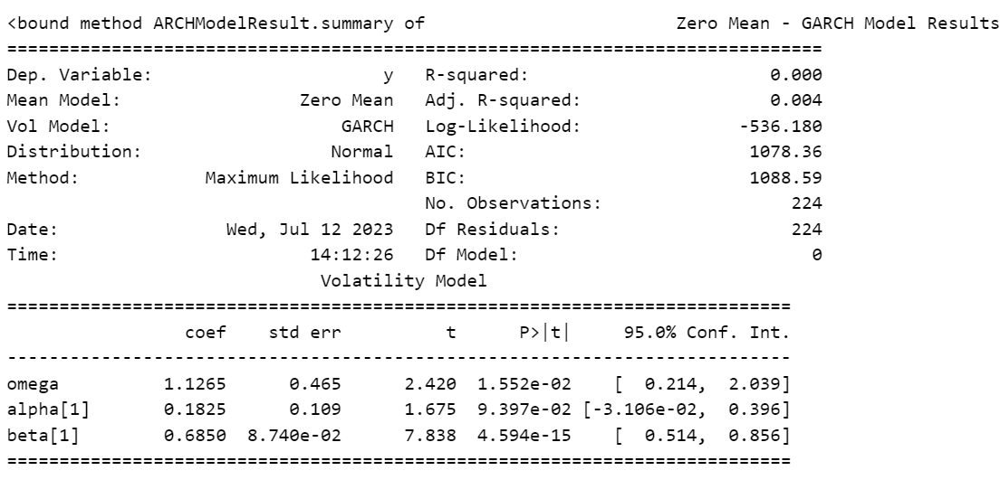 <bound method ARCHModelResult.summary of                        Zero Mean - GARCH Model Results
==============================================================================
Dep. Variable:                      y   R-squared:                       0.000
Mean Model:                 Zero Mean   Adj. R-squared:                  0.004
Vol Model:                      GARCH   Log-Likelihood:               -536.180
Distribution:                  Normal   AIC:                           1078.36
Method:            Maximum Likelihood   BIC:                           1088.59
                                        No. Observations:                  224
Date:                Wed, Jul 12 2023   Df Residuals:                      224
Time:                        14:12:26   Df Model:                            0
                              Volatility Model
===========================================================================
                 coef    std err          t      P>|t|     95.0% Conf. Int.
---------------------------------------------------------------------------
omega          1.1265      0.465      2.420  1.552e-02    [  0.214,  2.039]
alpha[1]       0.1825      0.109      1.675  9.397e-02 [-3.106e-02,  0.396]
beta[1]        0.6850  8.740e-02      7.838  4.594e-15    [  0.514,  0.856]
===========================================================================